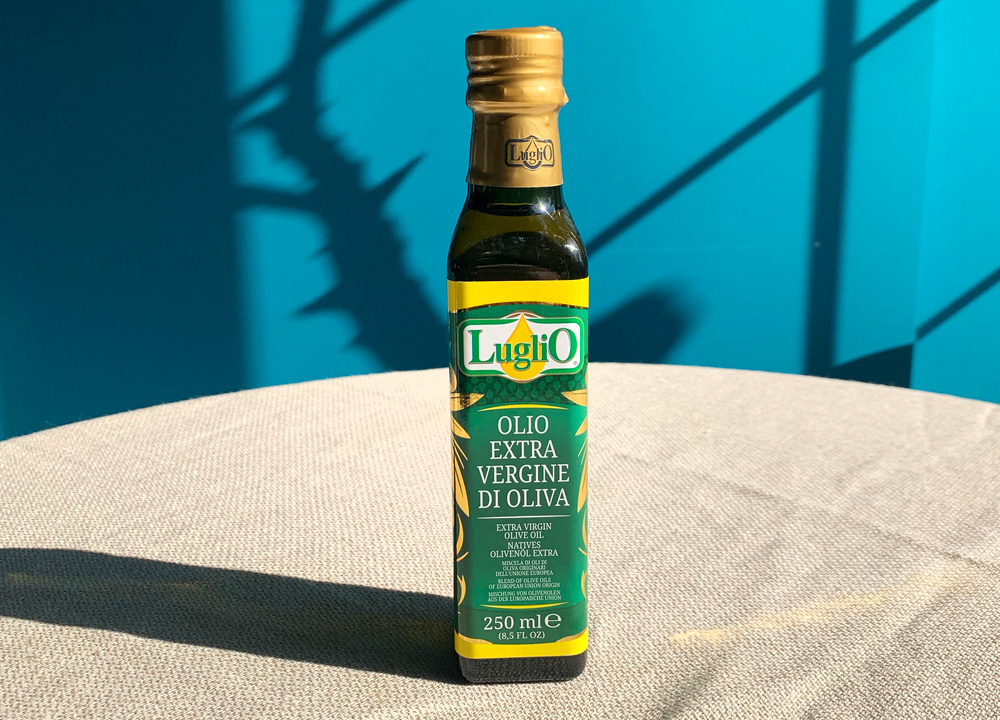 LugliO
LugliO
OLIO
EXTRA
VERGINE
DI OLIVA
EXTRA VIRGIN
OLIVE OIL
NATIVES
OLIVENÖL EXTRA
MISCELA DI OLI DI
OLIVA ORIGINARI
DELL'UNIONE EUROPEA
BLEND OF OLIVE OILS
OF EUROPEAN UNION ORIGIN
MISCHUNG VON OLIVENOLEN
AUS DER EUROPAISCHE UNION
250 ml e
(8,5 FL OZ)